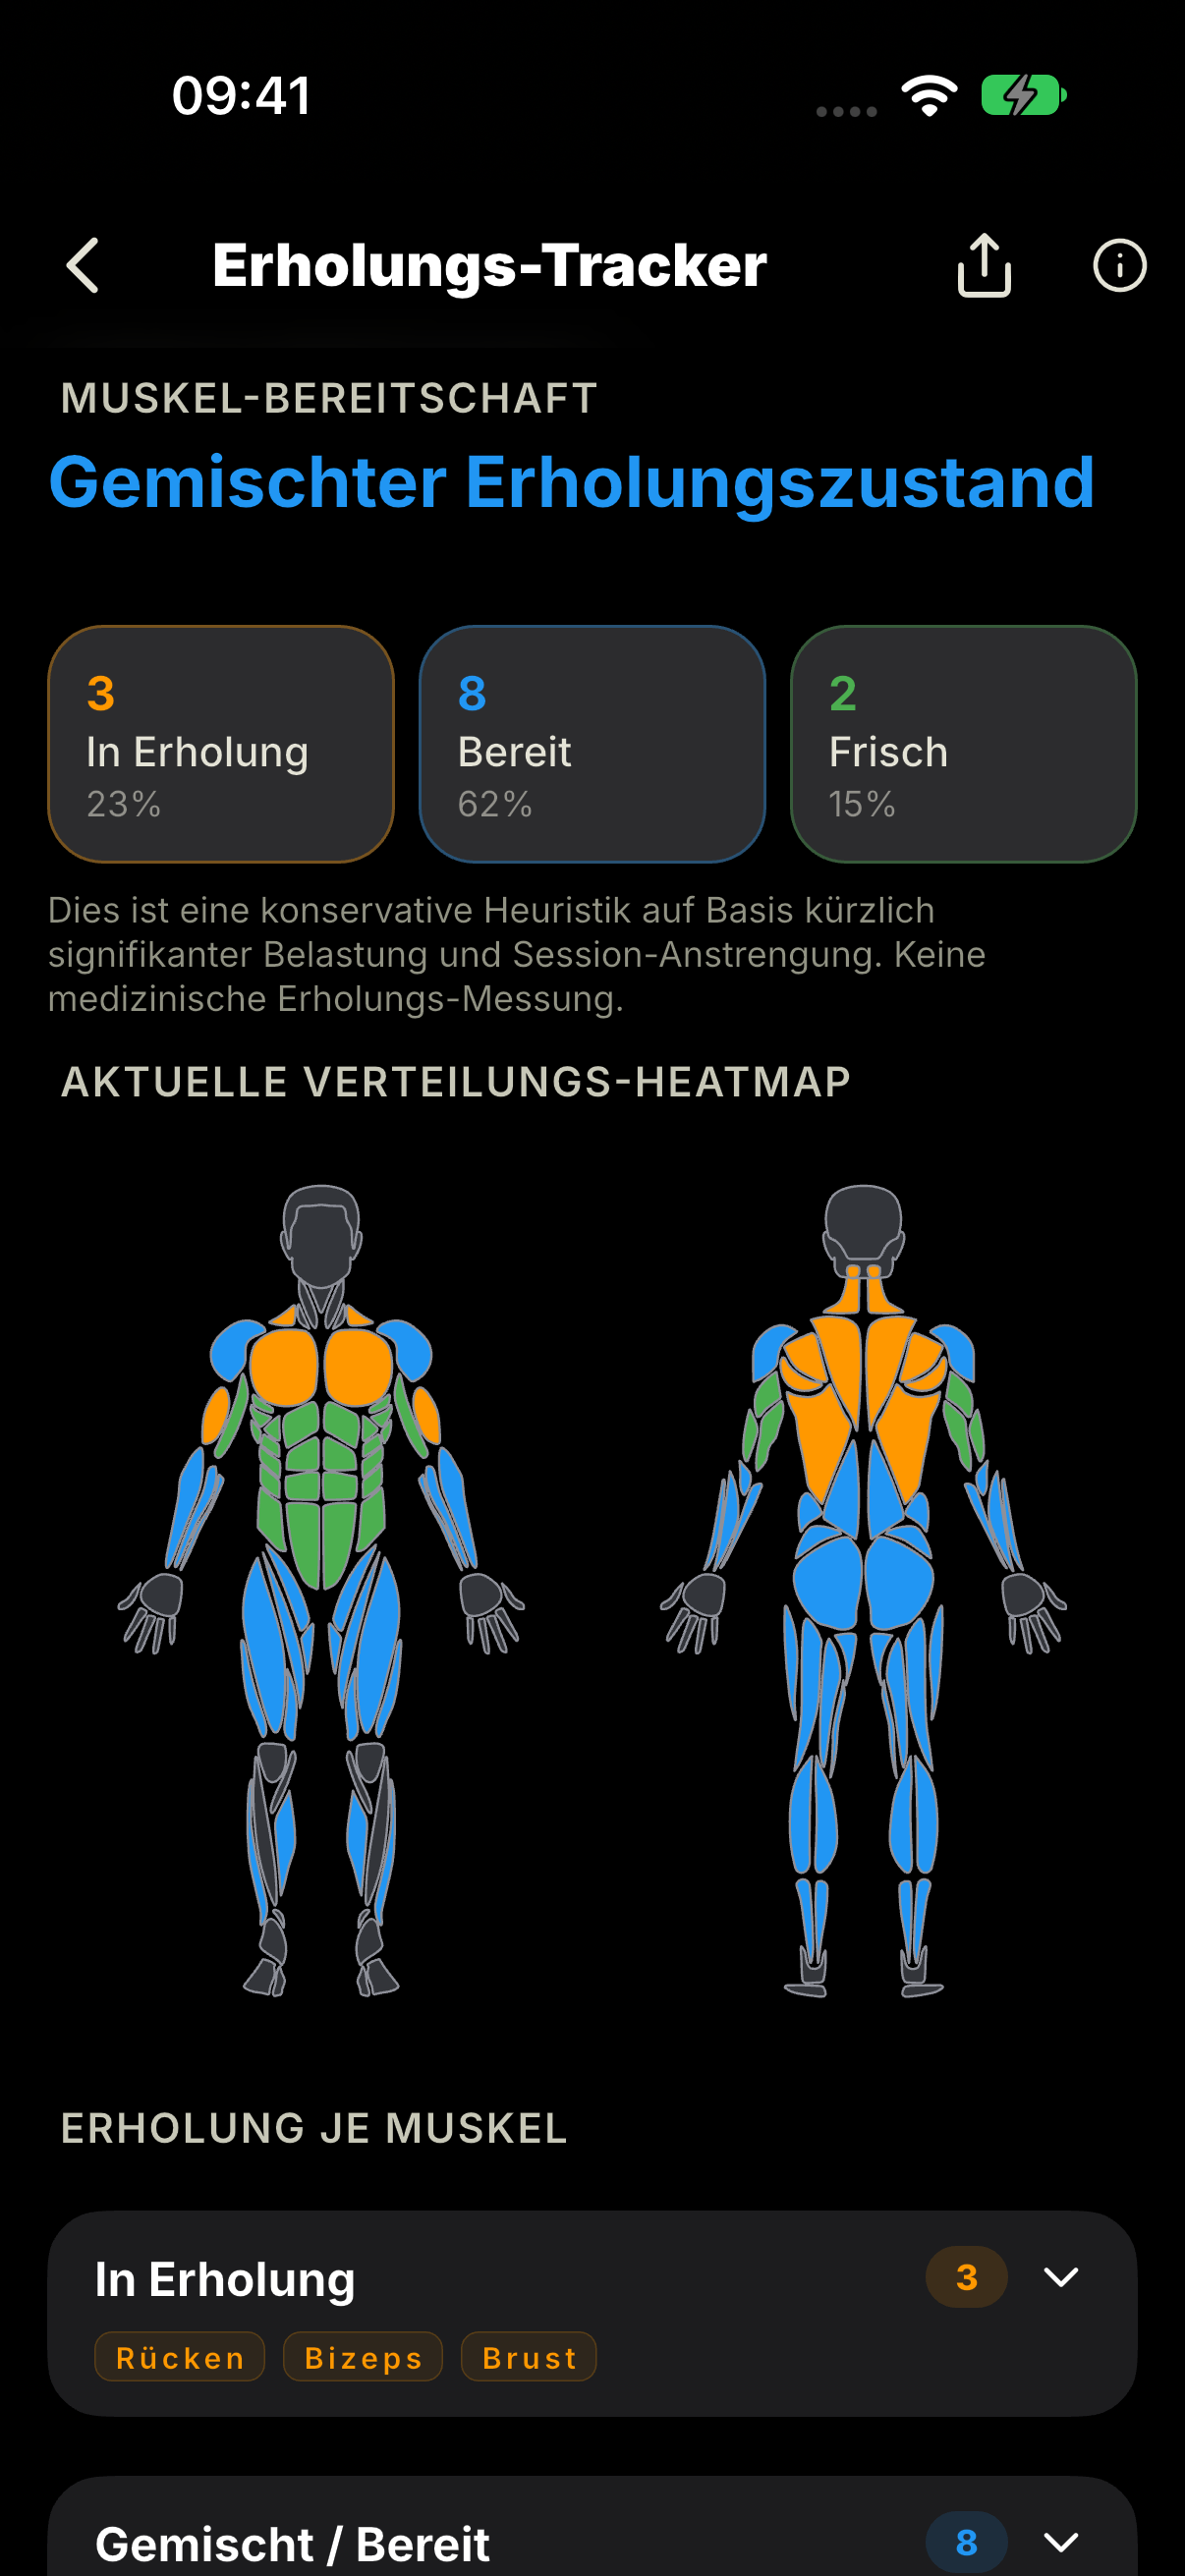 09:41
Erholungs-Tracker
MUSKEL-BEREITSCHAFT
Gemischter Erholungszustand
3
In Erholung
23%
8
Bereit
62%
2
Frisch
15%
Dies ist eine konservative Heuristik auf Basis kürzlich
signifikanter Belastung und Session-Anstrengung. Keine
medizinische Erholungs-Messung.
AKTUELLE VERTEILUNGS-HEATMAP
ERHOLUNG JE MUSKEL
In Erholung 3
Rücken Bizeps Brust
Gemischt / Bereit 8